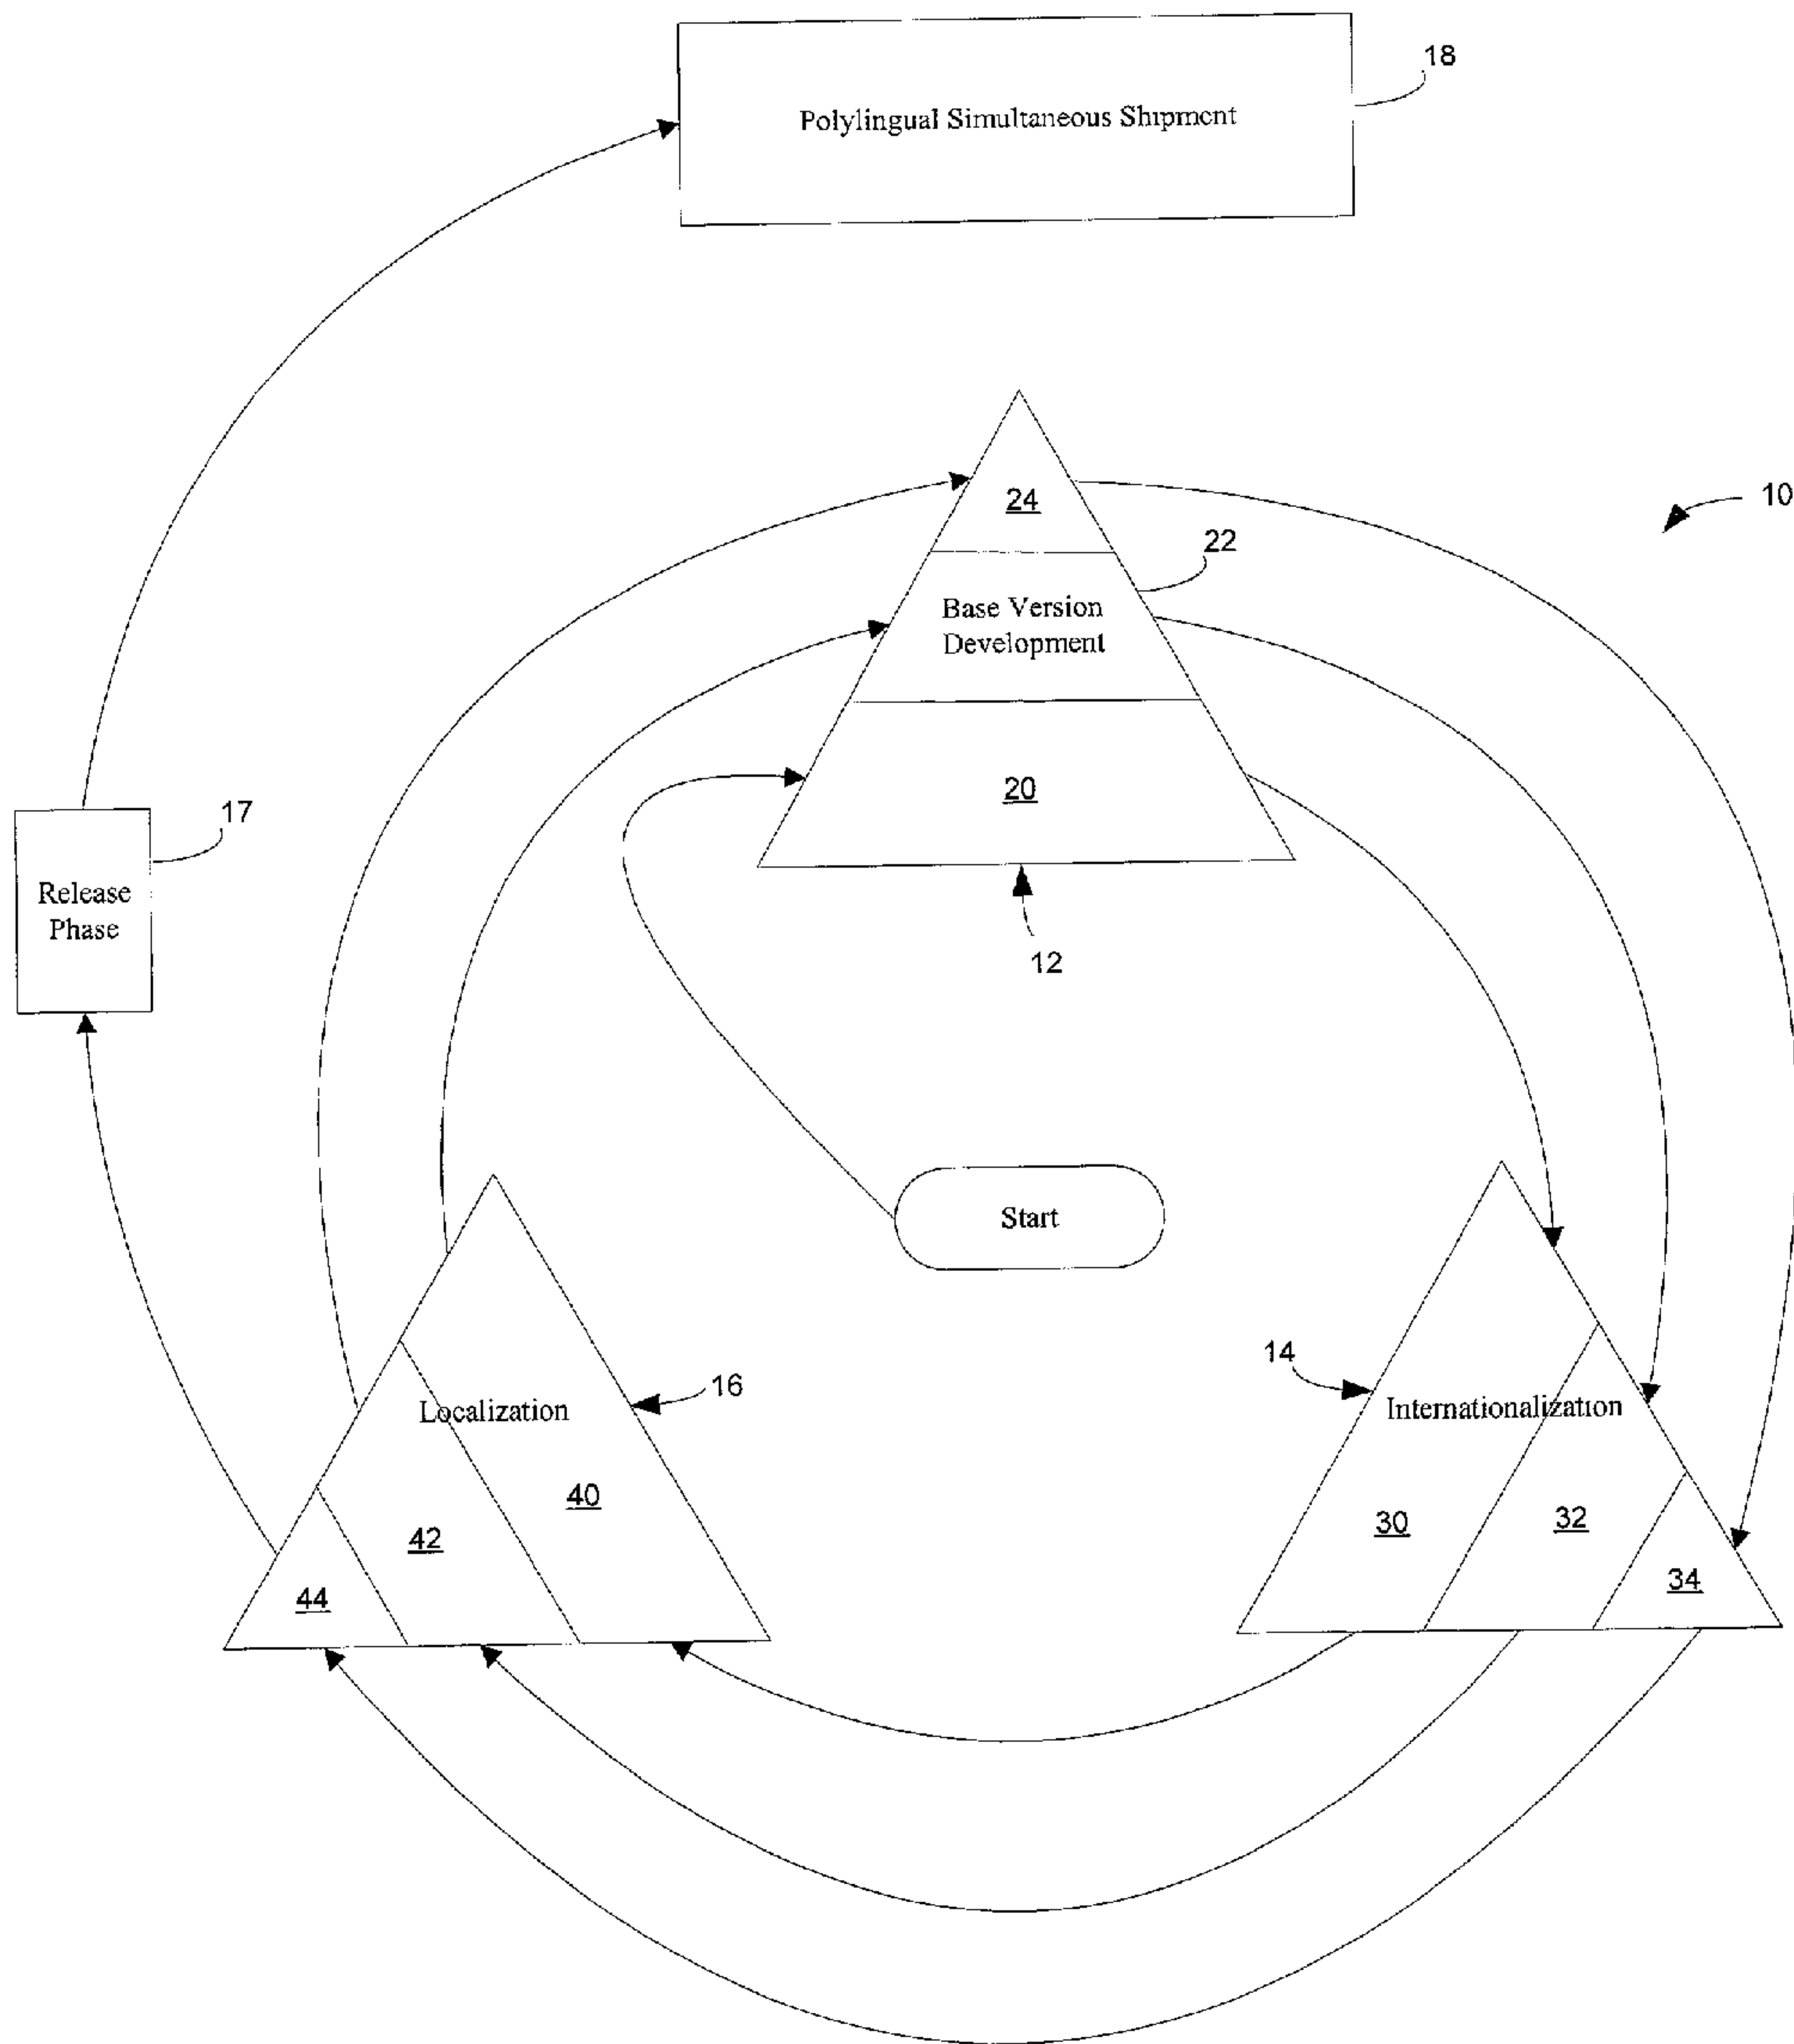 18
Polylingual Simultaneous Shipment
10
24
22
Base Version
Development
20
17
Release
Phase
12
Start
14
16
Localization
Internationalization
40
30
32
42
34
44